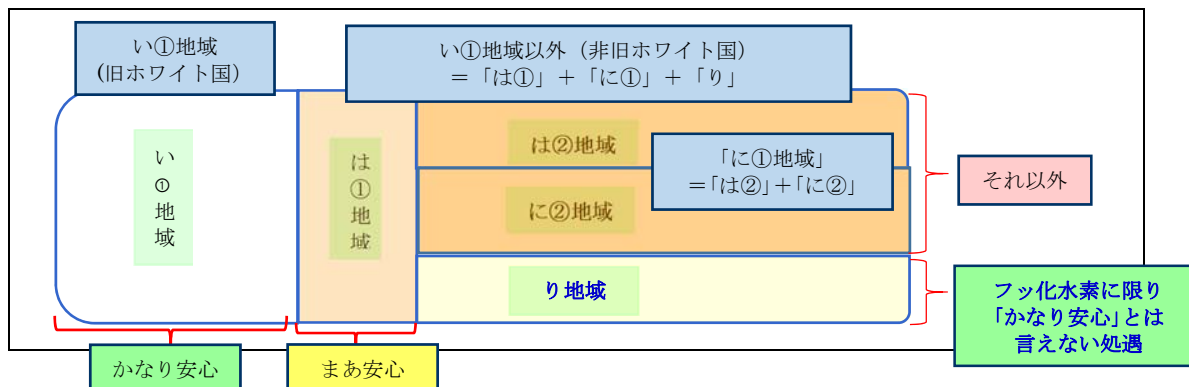 い①地域
(旧ホワイト国)
い①地域以外（非旧ホワイト国）
＝「は①」＋「に①」＋「り」
い
①
地
域
は
①
地
域
は②地域
に②地域
「に①地域」
＝「は②」＋「に②」
り地域
それ以外
フッ化水素に限り
「かなり安心」とは
言えない処遇
かなり安心
まあ安心